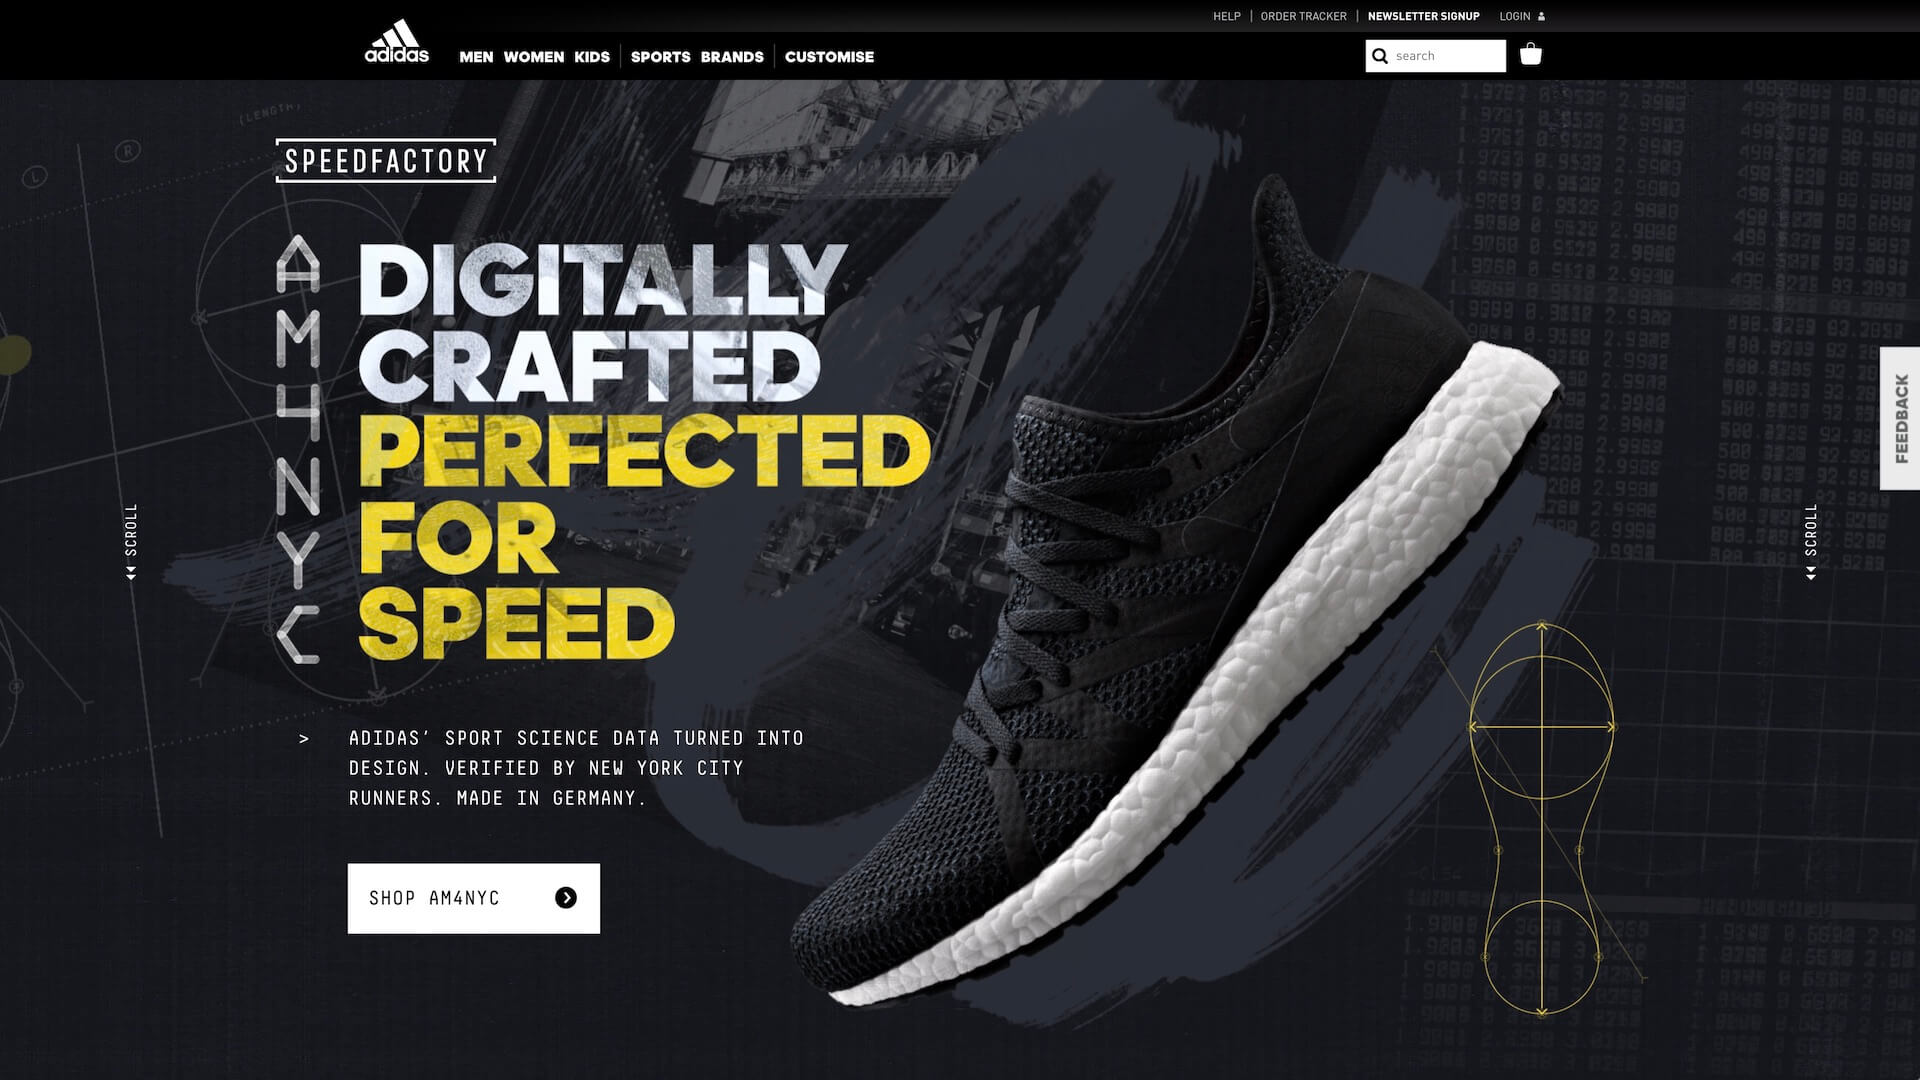 HELP
ORDER TRACKER
NEWSLETTER SIGNUP
LOGIN
adidas
MEN WOMEN KIDS SPORTS BRANDS CUSTOMISE
search
(LENGTH)
R
L
SPEEDFACTORY
AM4NYC
DIGITALLY
CRAFTED
PERFECTED
FOR
SPEED
SCROLL
SCROLL
FEEDBACK
> ADIDAS' SPORT SCIENCE DATA TURNED INTO
DESIGN. VERIFIED BY NEW YORK CITY
RUNNERS. MADE IN GERMANY.
SHOP AM4NYC